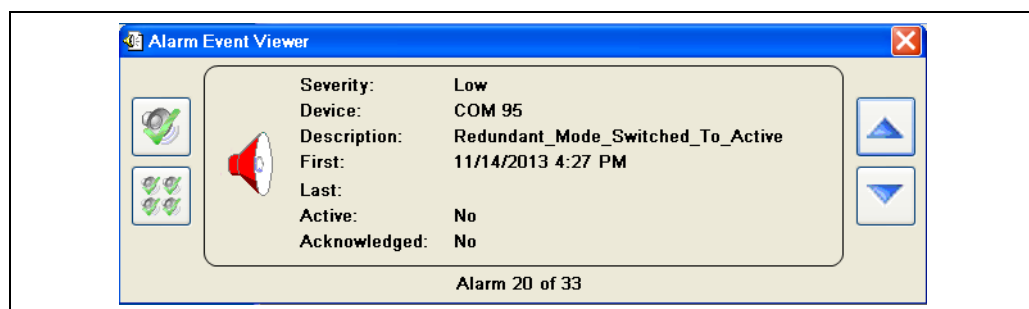 Alarm Event Viewer
Severity: Low
Device: COM 95
Description: Redundant_Mode_Switched_To_Active
First: 11/14/2013 4:27 PM
Last:
Active: No
Acknowledged: No
Alarm 20 of 33